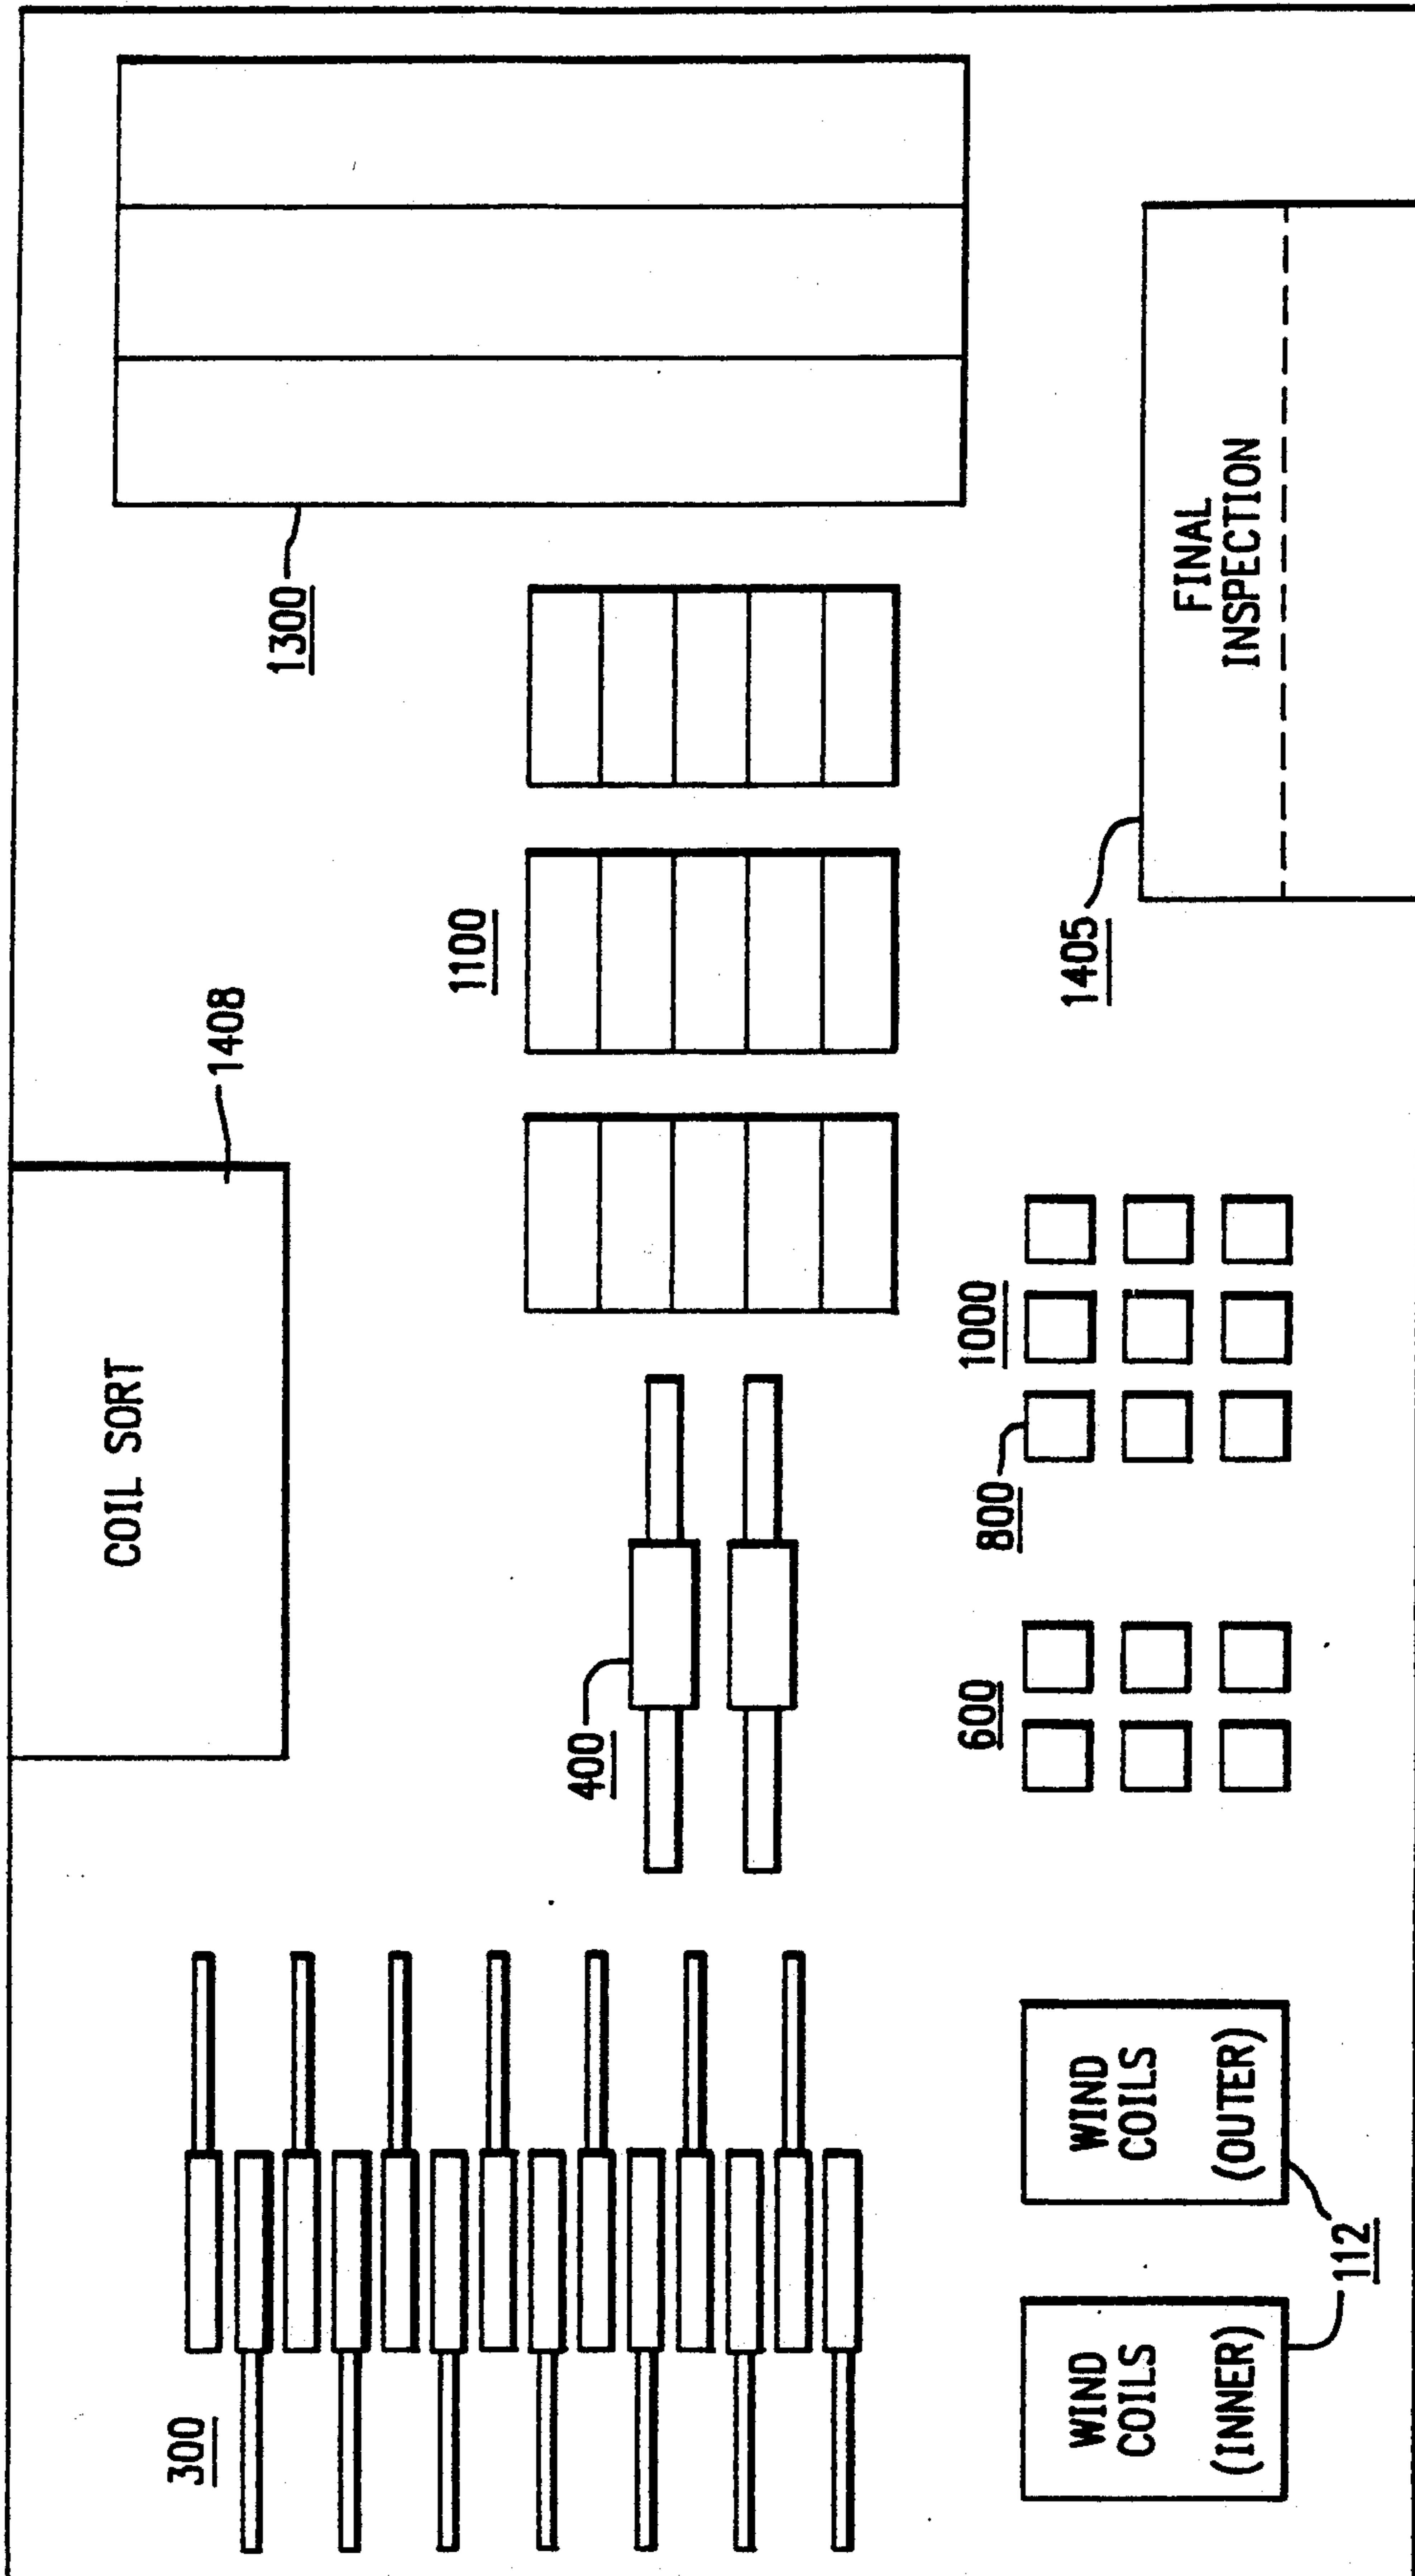 COIL SORT
1408
1300
1100
300
400
FINAL
INSPECTION
1405
1000
800
600
WIND
COILS
(INNER)
WIND
COILS
(OUTER)
112